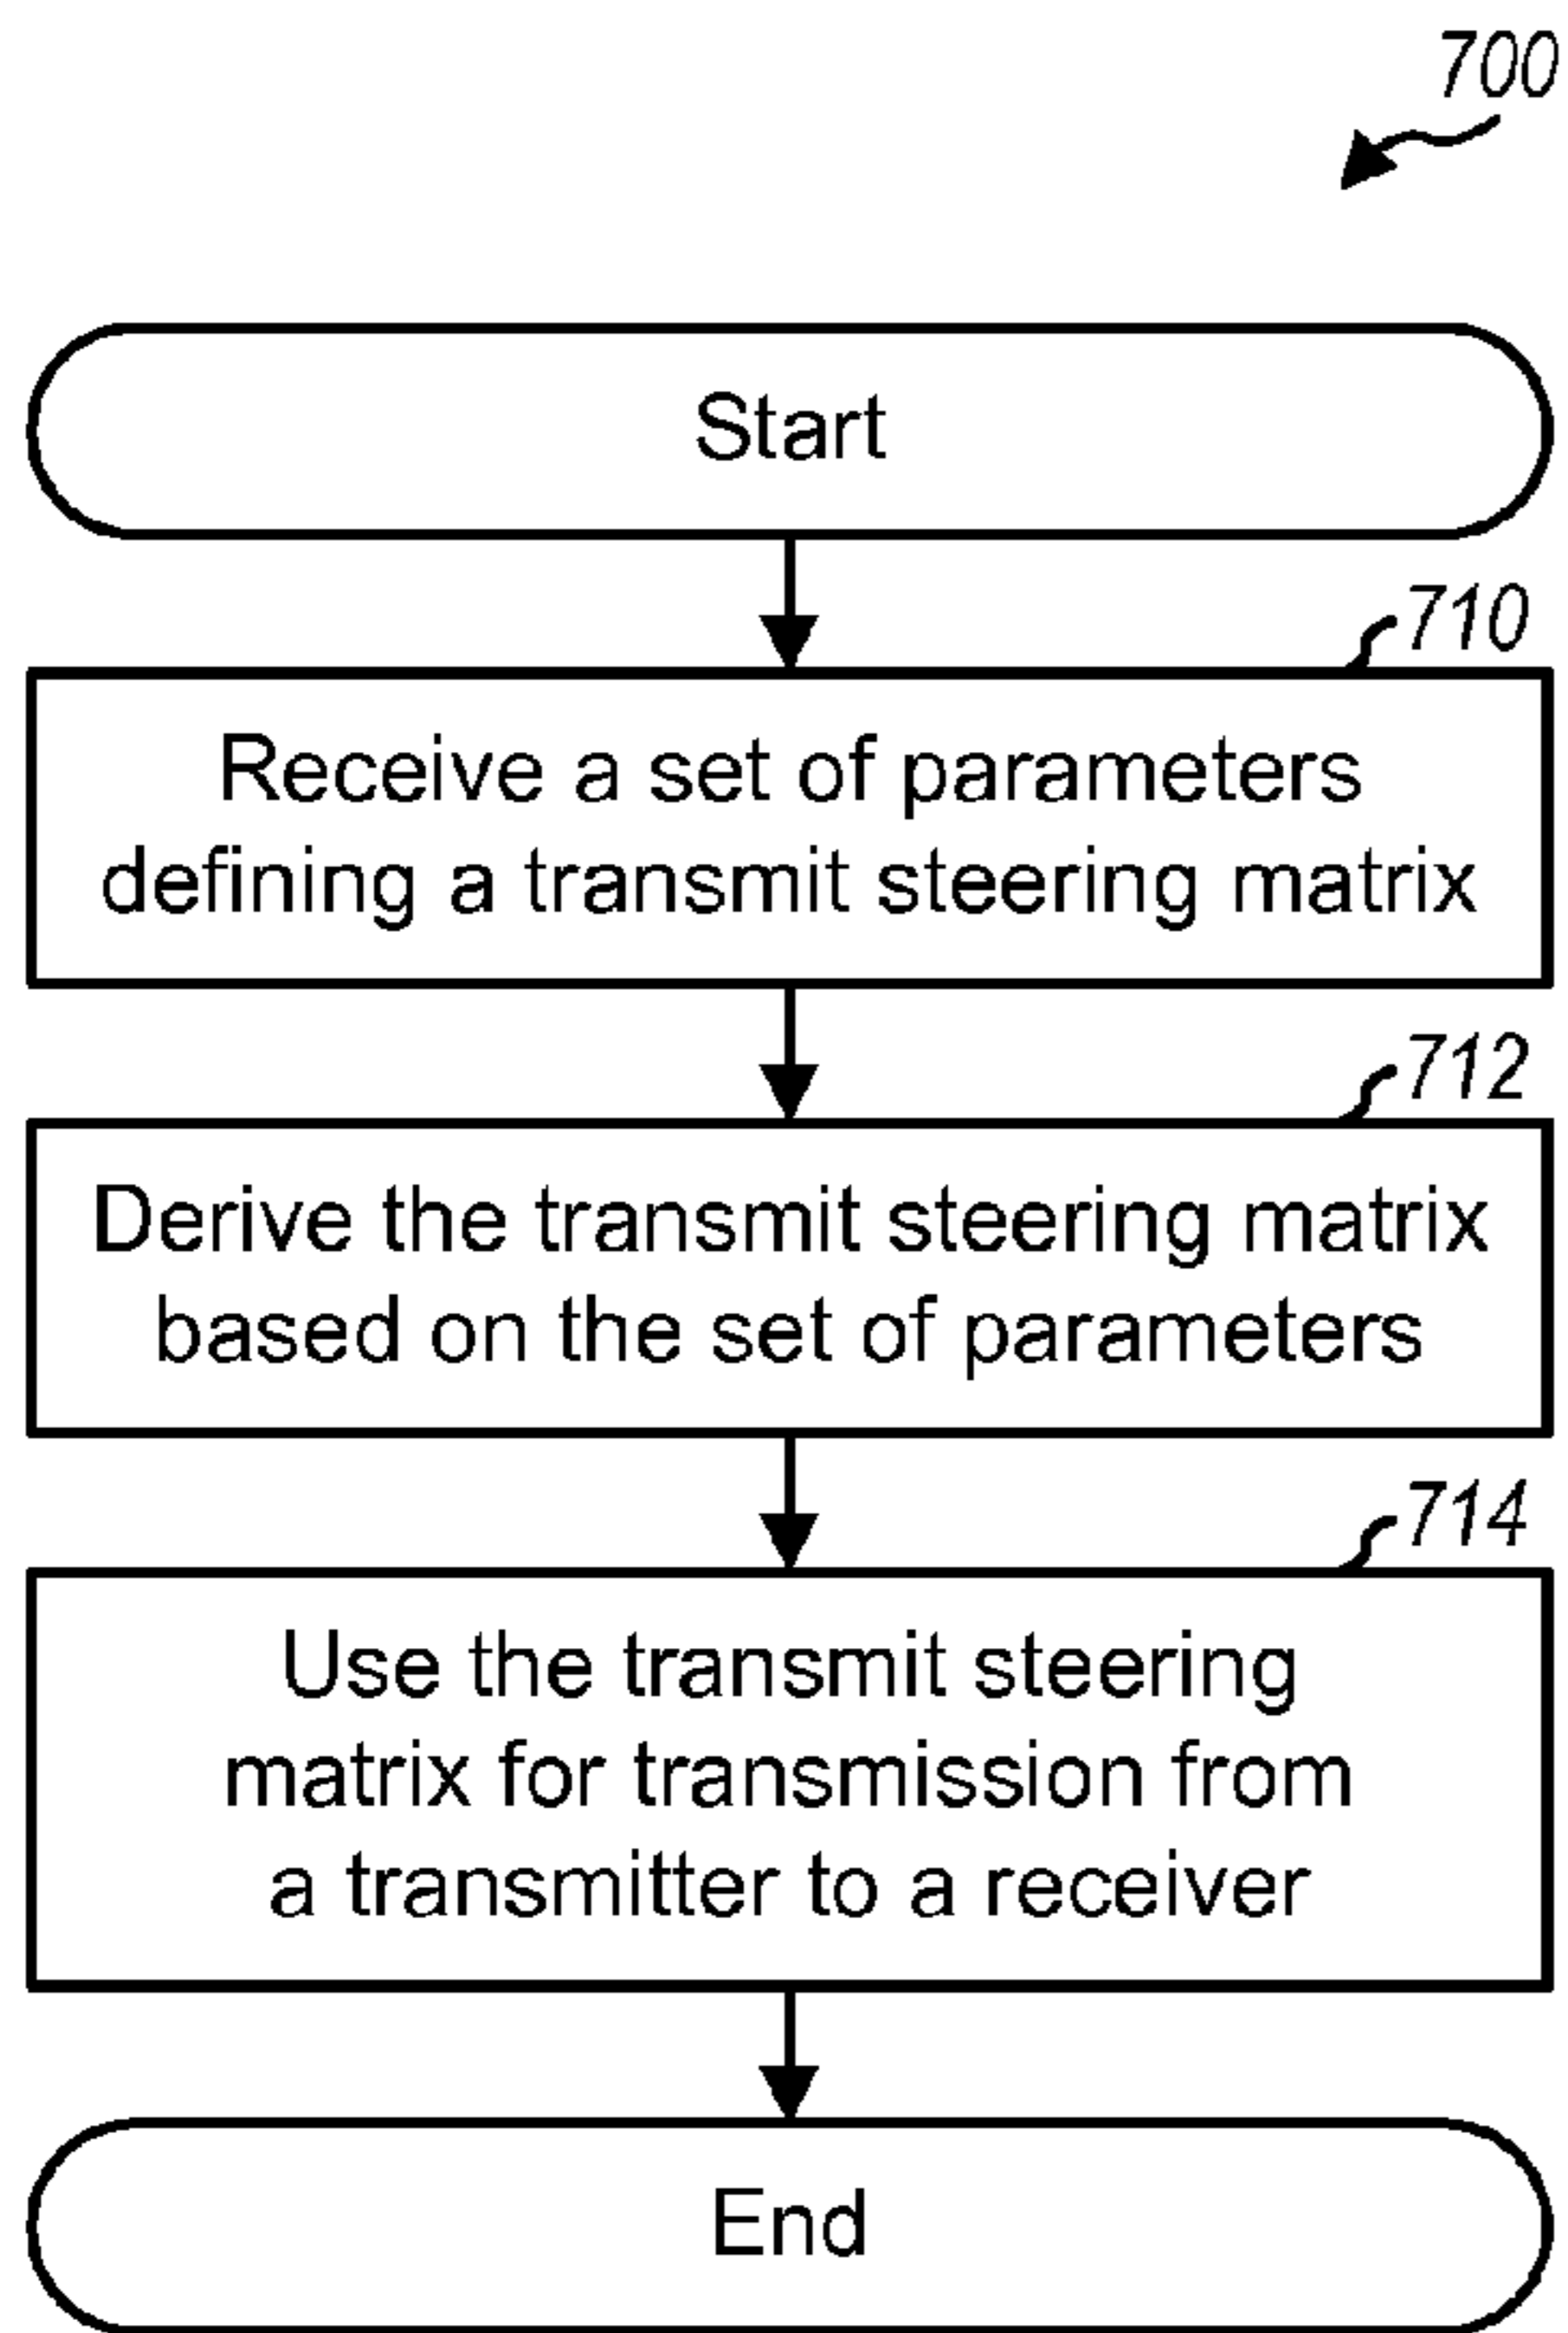 700
Start
710
Receive a set of parameters
defining a transmit steering matrix
712
Derive the transmit steering matrix
based on the set of parameters
714
Use the transmit steering
matrix for transmission from
a transmitter to a receiver
End